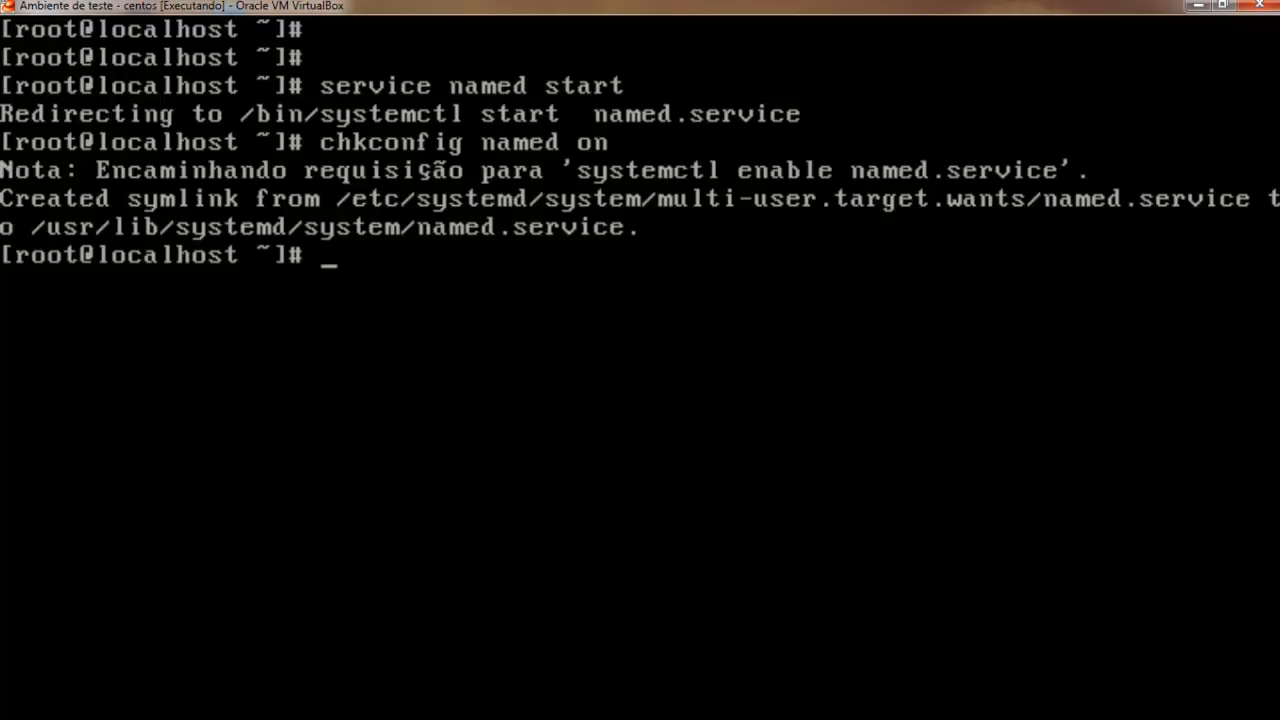 Ambiente de teste - centos [Executando] - Oracle VM VirtualBox
[root@localhost ~]#
[root@localhost ~]#
[root@localhost ~]# service named start
Redirecting to /bin/systemctl start  named.service
[root@localhost ~]# chkconfig named on
Nota: Encaminhando requisição para 'systemctl enable named.service'.
Created symlink from /etc/systemd/system/multi-user.target.wants/named.service t
o /usr/lib/systemd/system/named.service.
[root@localhost ~]# _